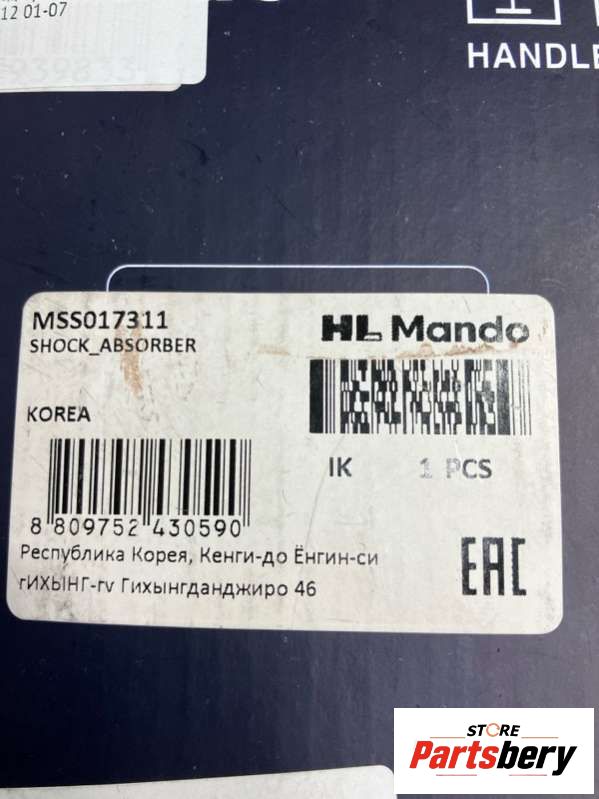 12 01-07
HANDLE
MSS017311
SHOCK_ABSORBER
HL Mando
KOREA
IK 1 PCS
8 809752 430590
Республика Корея, Кенги-до Ёнгин-си
гИХЫНГ-гv Гихынгданджиро 46
EAC
STORE
Partsbery